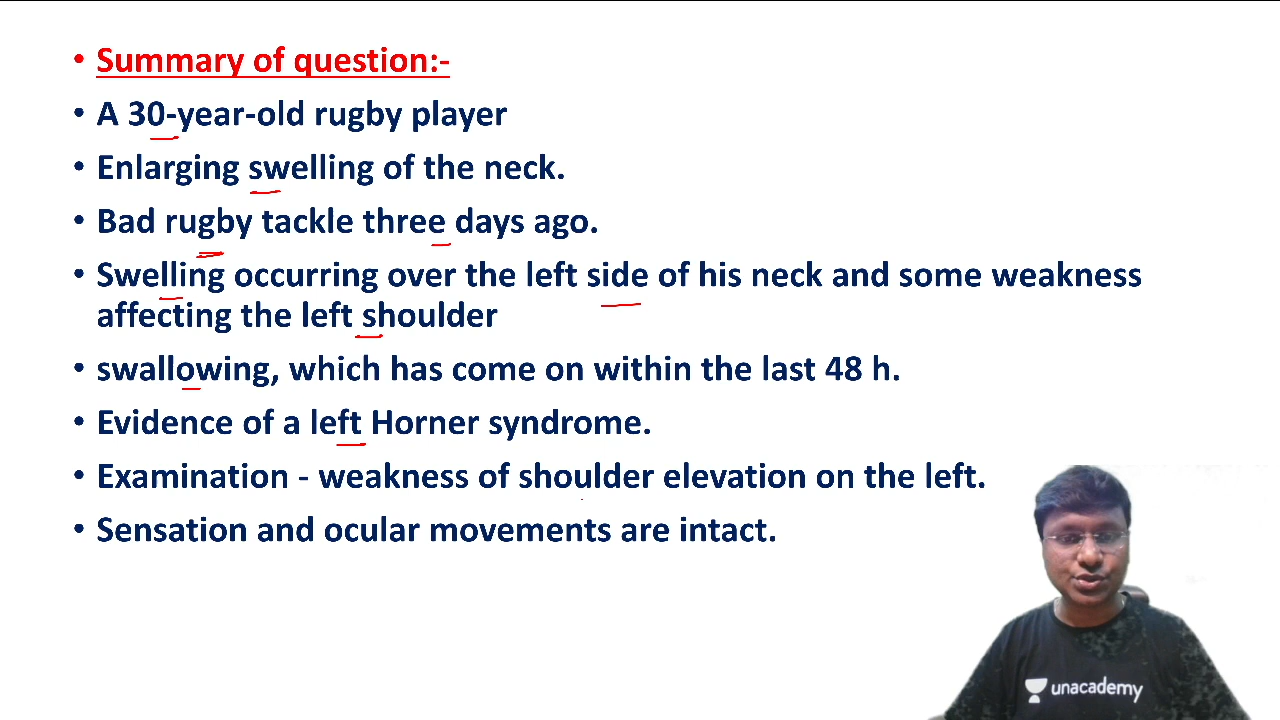 • Summary of question:-
• A 30-year-old rugby player
• Enlarging swelling of the neck.
• Bad rugby tackle three days ago.
• Swelling occurring over the left side of his neck and some weakness
affecting the left shoulder
• swallowing, which has come on within the last 48 h.
• Evidence of a left Horner syndrome.
• Examination - weakness of shoulder elevation on the left.
• Sensation and ocular movements are intact.
unacademy